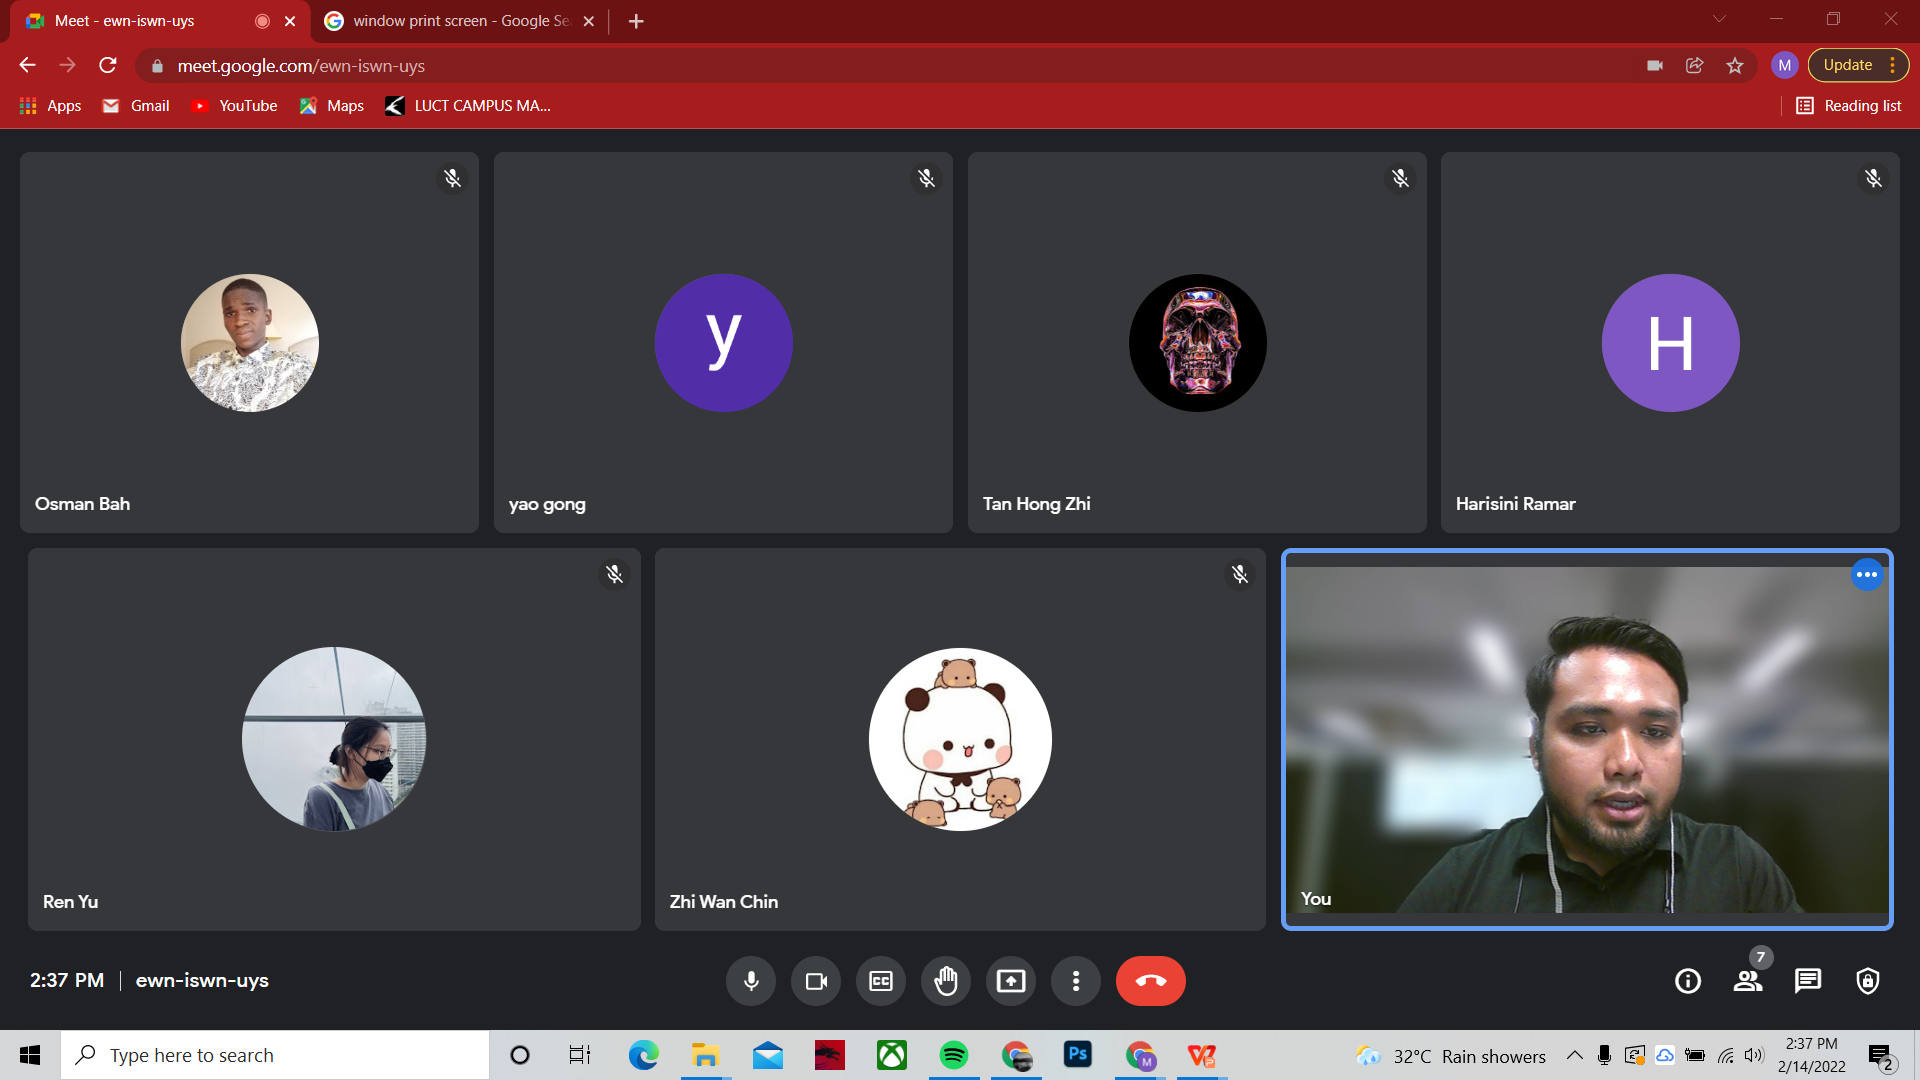 Meet - ewn-iswn-uys
window print screen - Google Se
meet.google.com/ewn-iswn-uys
M
Update
Apps
Gmail
YouTube
Maps
LUCT CAMPUS MA...
Reading list
y
H
Osman Bah
yao gong
Tan Hong Zhi
Harisini Ramar
Ren Yu
Zhi Wan Chin
You
2:37 PM
ewn-iswn-uys
CC
7
Type here to search
Ps
M
32°C Rain showers
2:37 PM
2/14/2022
2